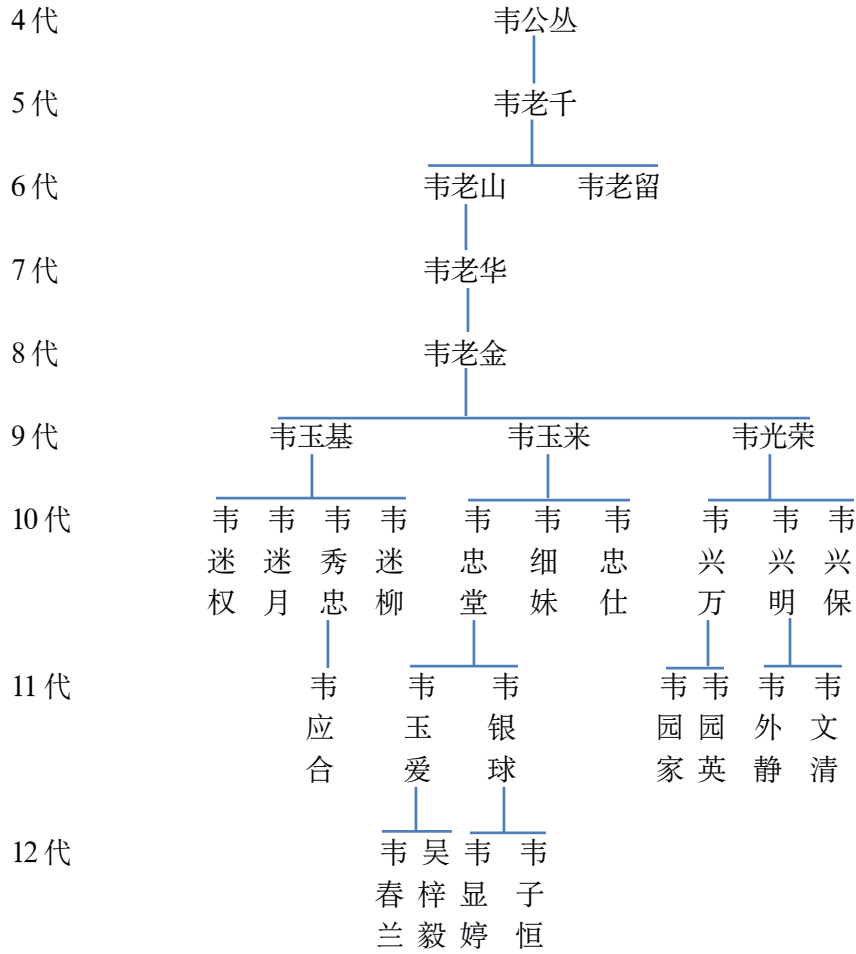 4代 韦公丛
5代 韦老千
6代 韦老山 韦老留
7代 韦老华
8代 韦老金
9代 韦玉基 韦玉来 韦光荣
10代 韦迷权 韦迷月 韦秀忠 韦迷柳 韦忠堂 韦细妹 韦忠仕 韦兴万 韦兴明 韦兴保
11代 韦应合 韦玉爱 韦银球 韦园家 韦园英 韦外静 韦文清
12代 韦春兰 吴梓毅 韦显婷 韦子恒